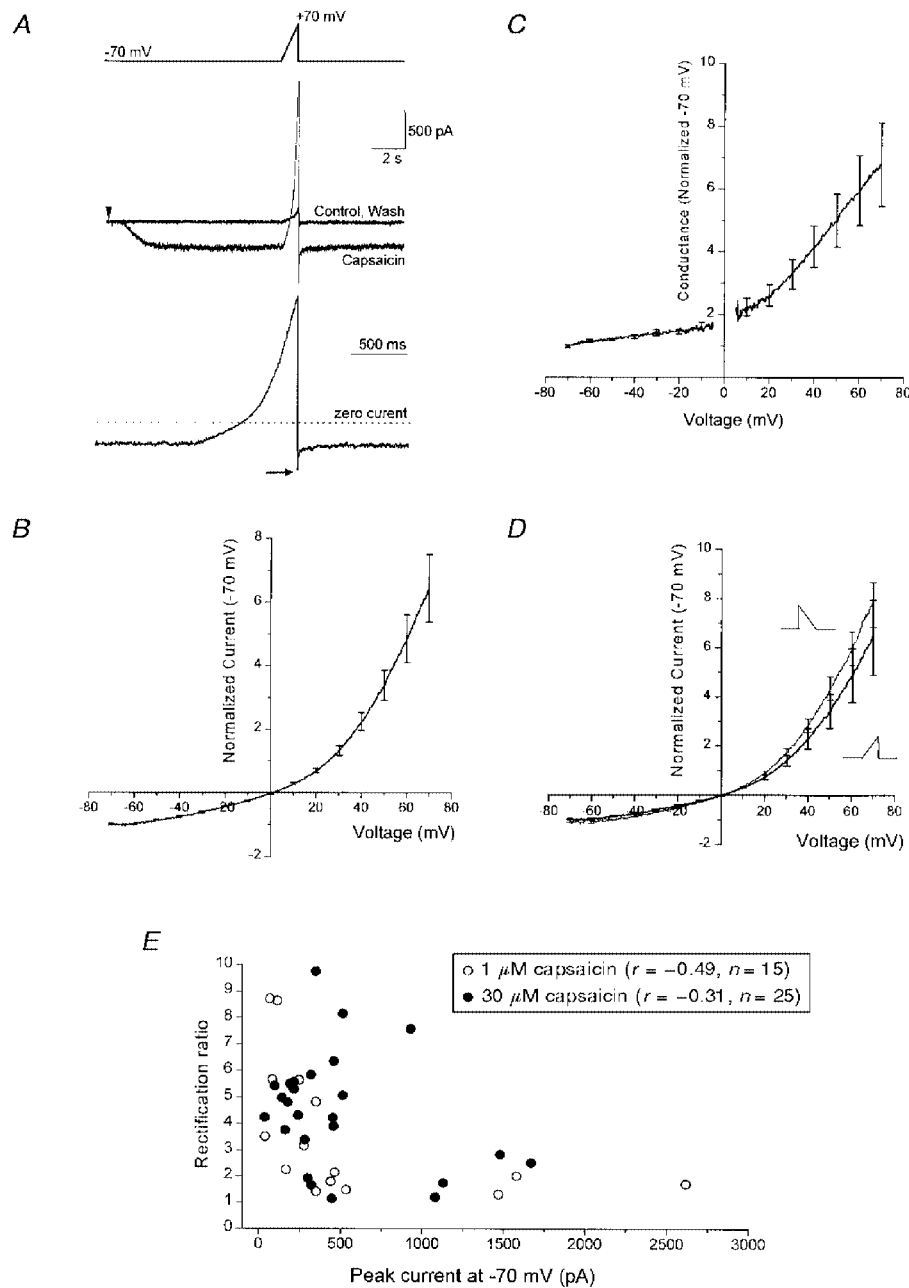 A
+70 mV
-70 mV
500 pA
2 s
Control, Wash
Capsaicin
500 ms
zero curent
B
Normalized Current (-70 mV)
8
6
4
2
-2
-80 -60 -40 -20 0 20 40 60 80
Voltage (mV)
C
Conductance (Normalized -70 mV)
10
8
6
4
2
-80 -60 -40 -20 0 20 40 60 80
Voltage (mV)
D
Normalized Current (-70 mV)
10
8
6
4
2
-2
-80 -60 -40 -20 0 20 40 60 80
Voltage (mV)
E
1 μM capsaicin (r = −0.49, n = 15)
30 μM capsaicin (r = −0.31, n = 25)
Rectification ratio
10
9
8
7
6
5
4
3
2
1
0
0 500 1000 1500 2000 2500 3000
Peak current at -70 mV (pA)